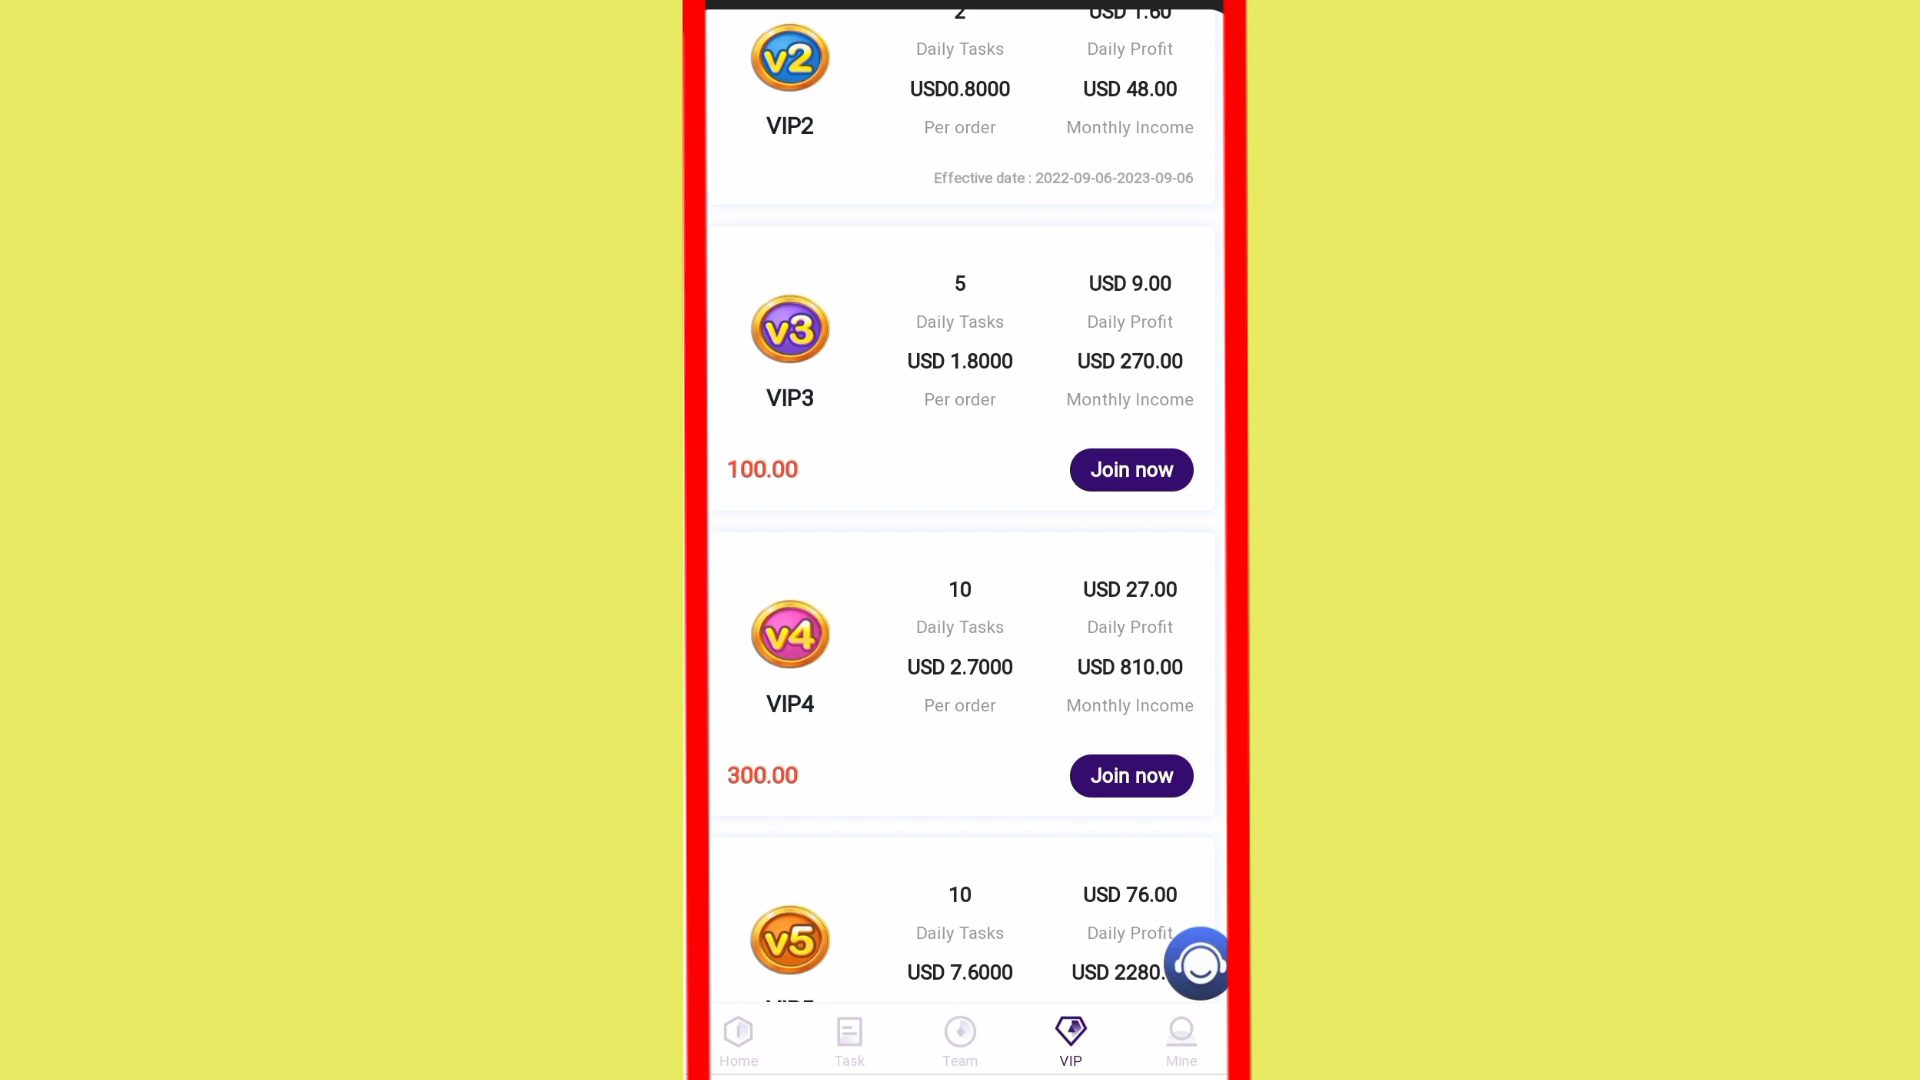 2 USD 1.60
v2 Daily Tasks Daily Profit
USD0.8000 USD 48.00
VIP2 Per order Monthly Income
Effective date : 2022-09-06-2023-09-06
5 USD 9.00
v3 Daily Tasks Daily Profit
USD 1.8000 USD 270.00
VIP3 Per order Monthly Income
100.00 Join now
10 USD 27.00
v4 Daily Tasks Daily Profit
USD 2.7000 USD 810.00
VIP4 Per order Monthly Income
300.00 Join now
10 USD 76.00
v5 Daily Tasks Daily Profit
USD 7.6000 USD 2280.
Home Task Team VIP Mine